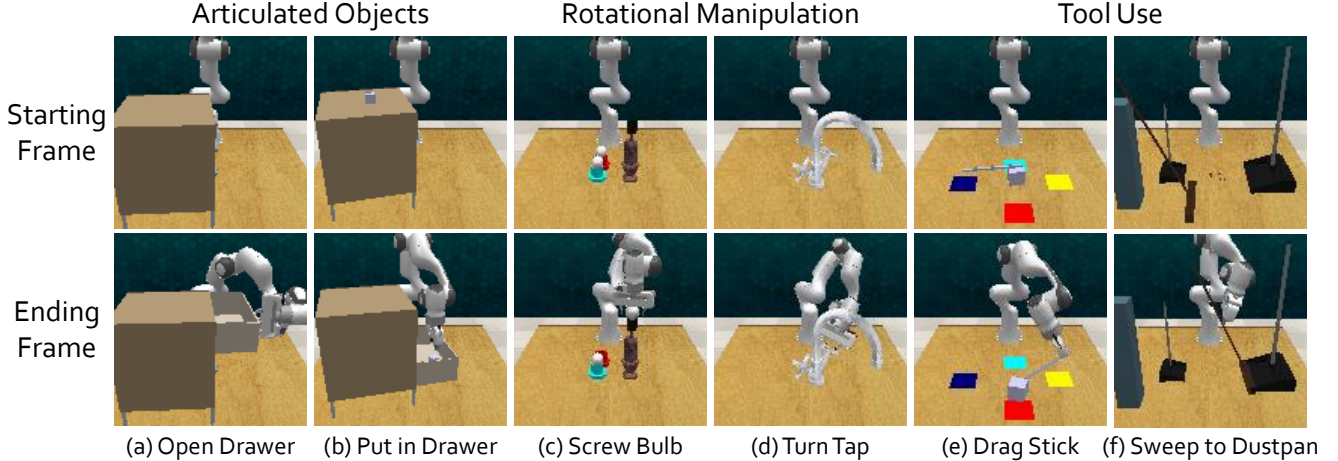 Articulated Objects
Rotational Manipulation
Tool Use
Starting
Frame
Ending
Frame
(a) Open Drawer
(b) Put in Drawer
(c) Screw Bulb
(d) Turn Tap
(e) Drag Stick
(f) Sweep to Dustpan